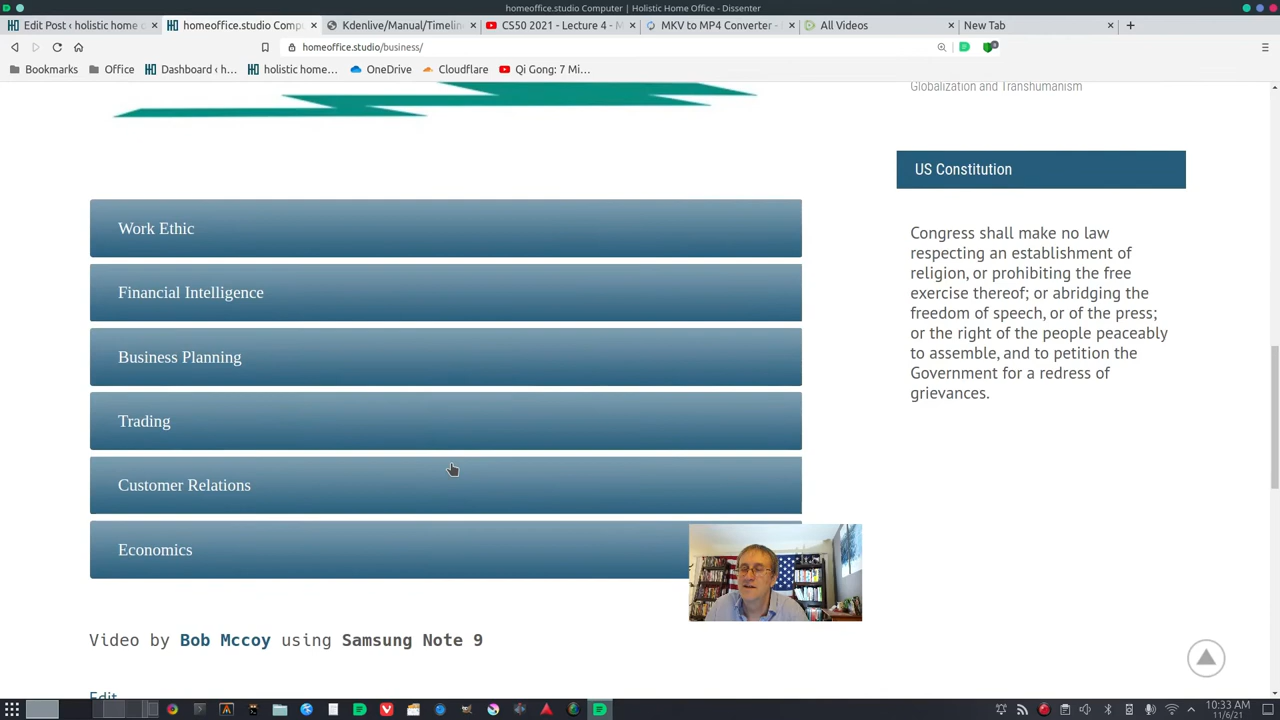 homeoffice.studio Computer | Holistic Home Office - Dissenter
Edit Post ‹ holistic home c
homeoffice.studio Compu
Kdenlive/Manual/Timeline
CS50 2021 - Lecture 4 - M
MKV to MP4 Converter -
All Videos
New Tab
homeoffice.studio/business/
Bookmarks
Office
Dashboard ‹ h...
holistic home...
OneDrive
Cloudflare
Qi Gong: 7 Mi...
Globalization and Transhumanism
US Constitution
Congress shall make no law
respecting an establishment of
religion, or prohibiting the free
exercise thereof; or abridging the
freedom of speech, or of the press;
or the right of the people peaceably
to assemble, and to petition the
Government for a redress of
grievances.
Work Ethic
Financial Intelligence
Business Planning
Trading
Customer Relations
Economics
Video by Bob Mccoy using Samsung Note 9
Edit
10:33 AM
11/6/21